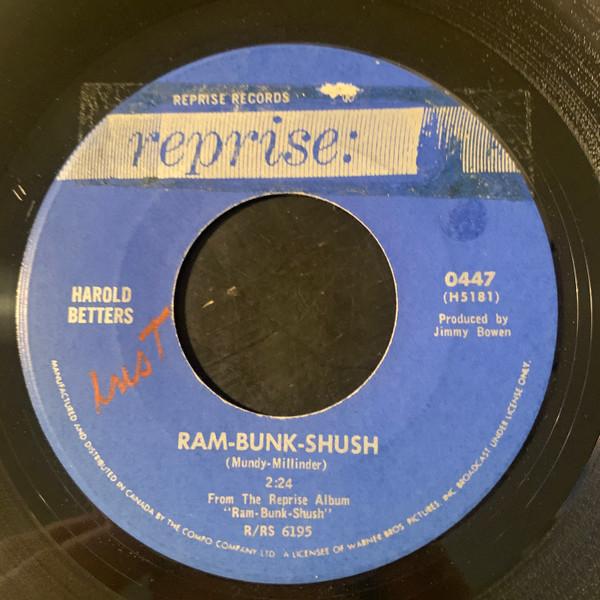 REPRISE RECORDS
reprise:
HAROLD
BETTERS
0447
(H5181)
Produced by
Jimmy Bowen
inst
RAM-BUNK-SHUSH
(Mundy-Millinder)
2:24
From The Reprise Album
"Ram-Bunk-Shush"
R/RS 6195
MANUFACTURED AND DISTRIBUTED IN CANADA BY THE COMPO COMPANY LTD. A LICENSEE OF WARNER BROS PICTURES, INC BROADCAST UNDER LICENSE ONLY.